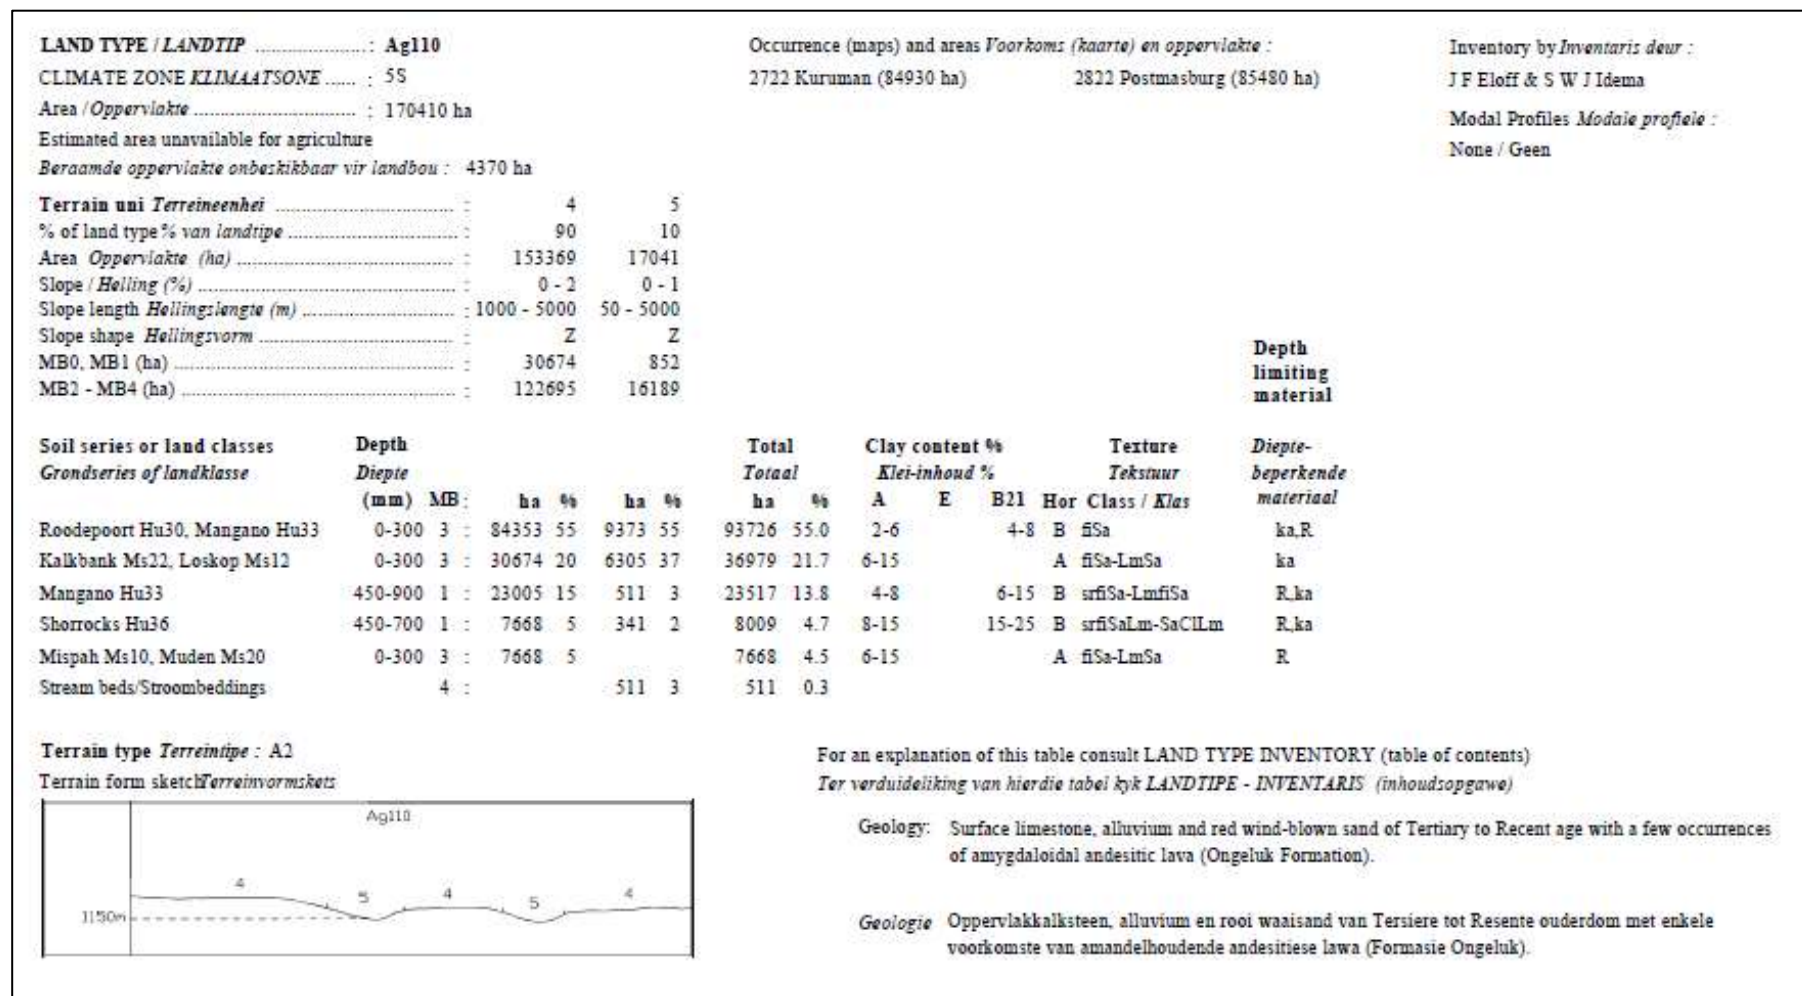 LAND TYPE / LANDTIP ..................... : Ag110
CLIMATE ZONE KLIMAATSONE ...... : 5S
Area / Oppervlakte ................................ : 170410 ha
Estimated area unavailable for agriculture
Beraamde oppervlakte onbeskikbaar vir landbou : 4370 ha
Occurrence (maps) and areas Voorkoms (kaarte) en oppervlakte :
2722 Kuruman (84930 ha) 2822 Postmasburg (85480 ha)
Inventory by Inventaris deur :
J F Eloff & S W J Idema
Modal Profiles Modale profiele :
None / Geen
Terrain uni Terreineenhei .................................. : 4 5
% of land type % van landtipe .................................. : 90 10
Area Oppervlakte (ha) .......................................... : 153369 17041
Slope / Helling (%) .................................................. : 0 - 2 0 - 1
Slope length Hellingslengte (m) .............................. : 1000 - 5000 50 - 5000
Slope shape Hellingsvorm ....................................... : Z Z
MB0, MB1 (ha) ....................................................... : 30674 852
MB2 - MB4 (ha) ...................................................... : 122695 16189
Depth
limiting
material
Soil series or land classes Depth Total Clay content % Texture Diepte-
Grondseries of landklasse Diepte Totaal Klei-inhoud % Tekstuur beperkende
(mm) MB : ha % ha % ha % A E B21 Hor Class / Klas materiaal
Roodepoort Hu30, Mangano Hu33 0-300 3 : 84353 55 9373 55 93726 55.0 2-6 4-8 B fiSa ka,R
Kalkbank Ms22, Loskop Ms12 0-300 3 : 30674 20 6305 37 36979 21.7 6-15 A fiSa-LmSa ka
Mangano Hu33 450-900 1 : 23005 15 511 3 23517 13.8 4-8 6-15 B srfiSa-LmfiSa R,ka
Shorrocks Hu36 450-700 1 : 7668 5 341 2 8009 4.7 8-15 15-25 B srfiSaLm-SaClLm R,ka
Mispah Ms10, Muden Ms20 0-300 3 : 7668 5 7668 4.5 6-15 A fiSa-LmSa R
Stream beds/Stroombeddings 4 : 511 3 511 0.3
Terrain type Terreintipe : A2
Terrain form sketch Terreinvormskets
Ag110
4 5 4 5 4
1150m
For an explanation of this table consult LAND TYPE INVENTORY (table of contents)
Ter verduideliking van hierdie tabel kyk LANDTIPE - INVENTARIS (inhoudsopgawe)
Geology: Surface limestone, alluvium and red wind-blown sand of Tertiary to Recent age with a few occurrences
of amygdaloidal andesitic lava (Ongeluk Formation).
Geologie Oppervlakkalksteen, alluvium en rooi waaisand van Tersiere tot Resente ouderdom met enkele
voorkomste van amandelhoudende andesitiese lawa (Formasie Ongeluk).